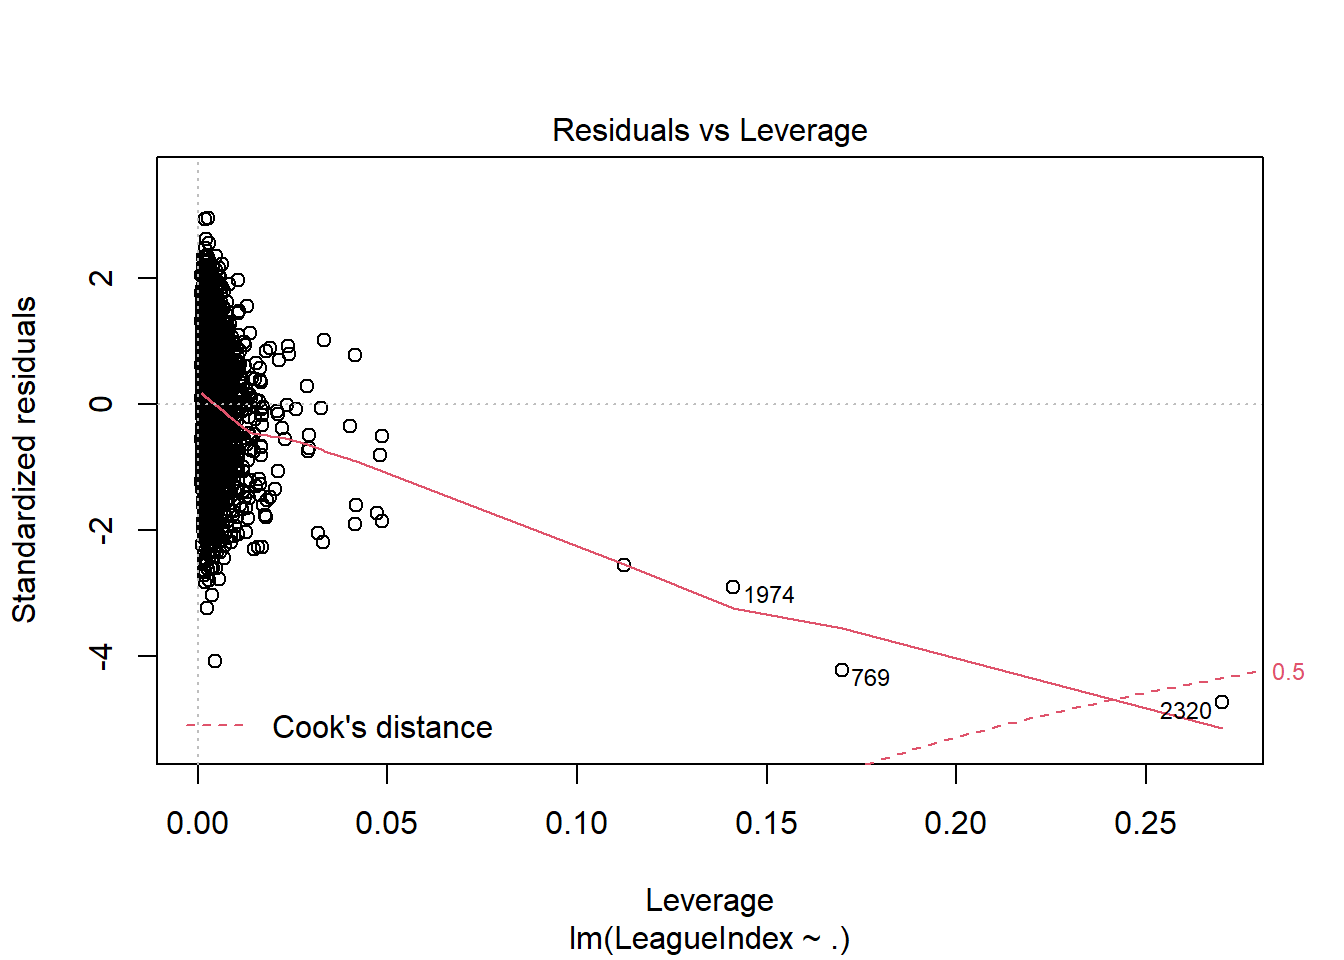 Residuals vs Leverage
Standardized residuals
2
0
-2
-4
1974
769
2320
0.5
Cook's distance
0.00 0.05 0.10 0.15 0.20 0.25
Leverage
lm(LeagueIndex ~ .)